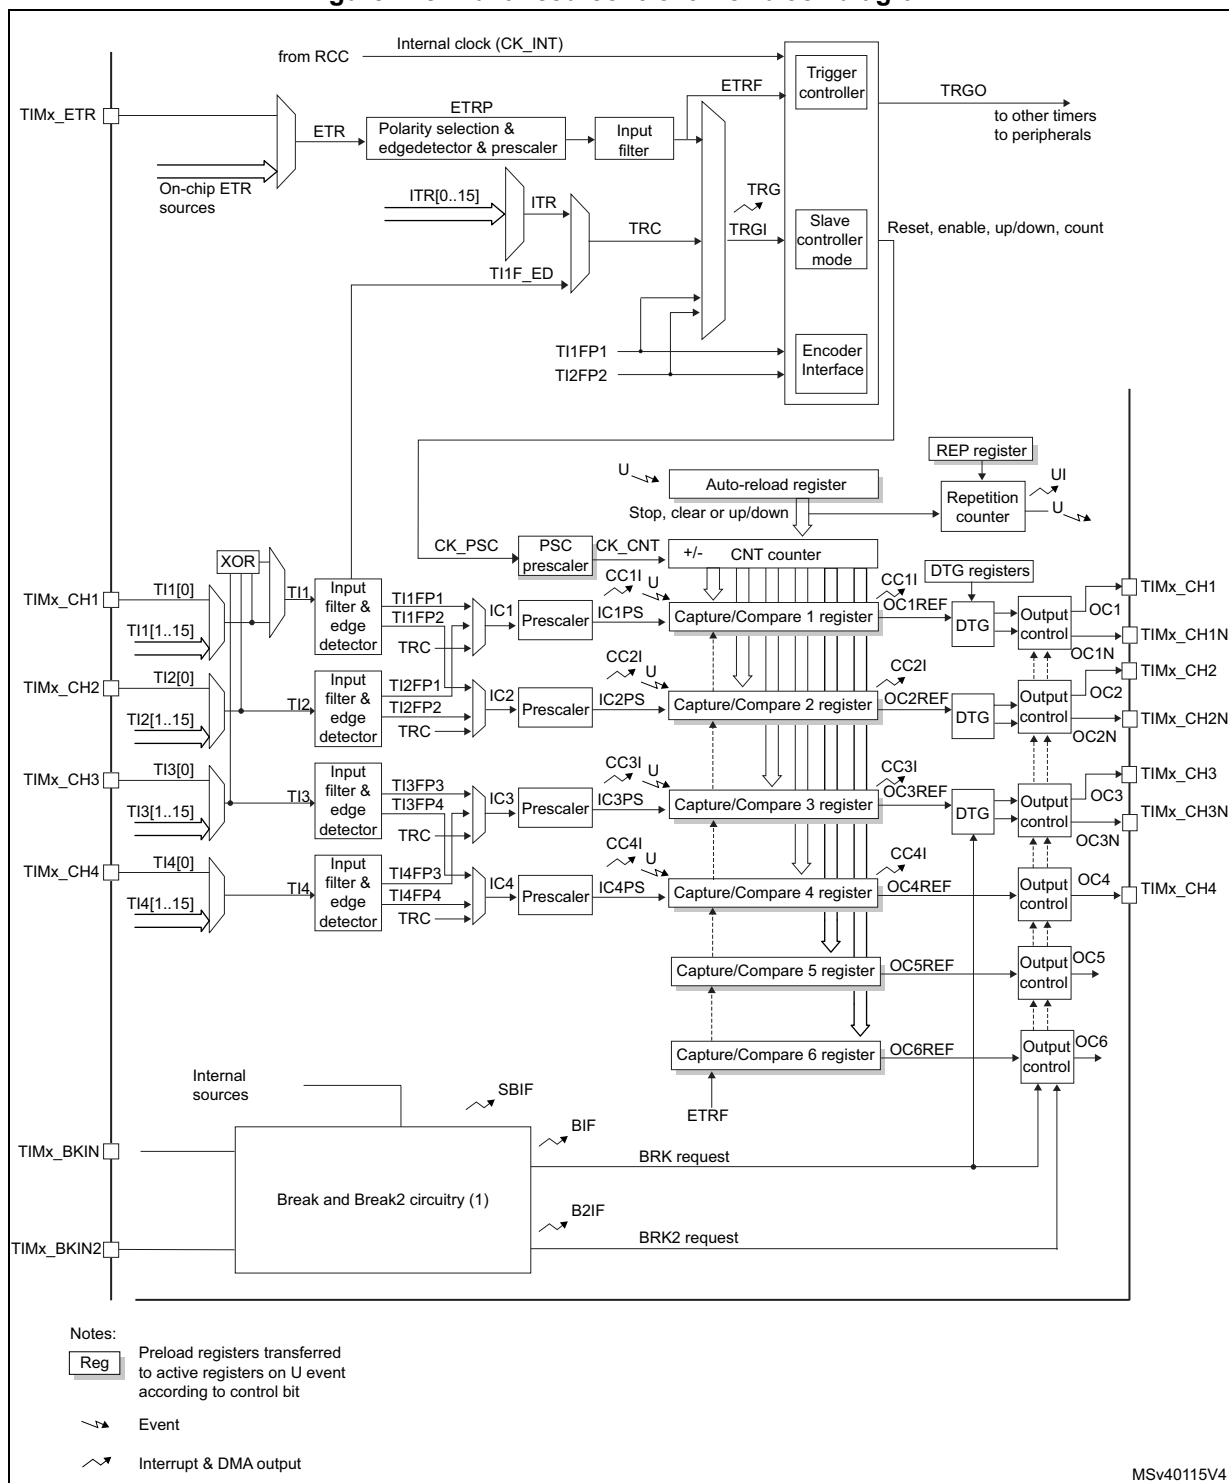 Internal clock (CK_INT)
from RCC
TIMx_ETR
ETR
ETRP
Polarity selection &
edgedetector & prescaler
Input
filter
ETRF
Trigger
controller
TRGO
to other timers
to peripherals
On-chip ETR
sources
ITR[0..15]
ITR
TRC
TI1F_ED
TRG
TRGI
Slave
controller
mode
Reset, enable, up/down, count
TI1FP1
TI2FP2
Encoder
Interface
REP register
U
Auto-reload register
Stop, clear or up/down
Repetition
counter
UI
U
CK_PSC
PSC
prescaler
CK_CNT
+/-
CNT counter
DTG registers
XOR
TIMx_CH1
TI1[0]
TI1[1..15]
TI1
Input
filter &
edge
detector
TI1FP1
TI1FP2
TRC
IC1
Prescaler
IC1PS
CC1I
U
Capture/Compare 1 register
CC1I
OC1REF
DTG
Output
control
OC1
OC1N
TIMx_CH1
TIMx_CH1N
TIMx_CH2
TI2[0]
TI2[1..15]
TI2
Input
filter &
edge
detector
TI2FP1
TI2FP2
TRC
IC2
Prescaler
IC2PS
CC2I
U
Capture/Compare 2 register
CC2I
OC2REF
DTG
Output
control
OC2
OC2N
TIMx_CH2
TIMx_CH2N
TIMx_CH3
TI3[0]
TI3[1..15]
TI3
Input
filter &
edge
detector
TI3FP3
TI3FP4
TRC
IC3
Prescaler
IC3PS
CC3I
U
Capture/Compare 3 register
CC3I
OC3REF
DTG
Output
control
OC3
OC3N
TIMx_CH3
TIMx_CH3N
TIMx_CH4
TI4[0]
TI4[1..15]
TI4
Input
filter &
edge
detector
TI4FP3
TI4FP4
TRC
IC4
Prescaler
IC4PS
CC4I
U
Capture/Compare 4 register
CC4I
OC4REF
Output
control
OC4
TIMx_CH4
Capture/Compare 5 register
OC5REF
Output
control
OC5
Capture/Compare 6 register
OC6REF
Output
control
OC6
ETRF
Internal
sources
SBIF
TIMx_BKIN
BIF
BRK request
Break and Break2 circuitry (1)
TIMx_BKIN2
B2IF
BRK2 request
Notes:
Reg
Preload registers transferred
to active registers on U event
according to control bit
Event
Interrupt & DMA output
MSv40115V4